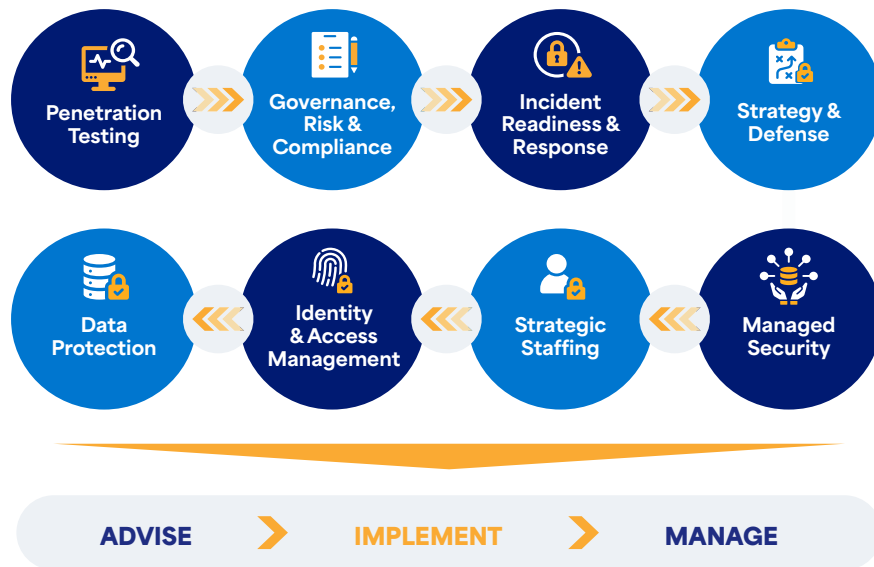 Penetration
Testing
Governance,
Risk &
Compliance
Incident
Readiness &
Response
Strategy &
Defense
Data
Protection
Identity
& Access
Management
Strategic
Staffing
Managed
Security
ADVISE
IMPLEMENT
MANAGE